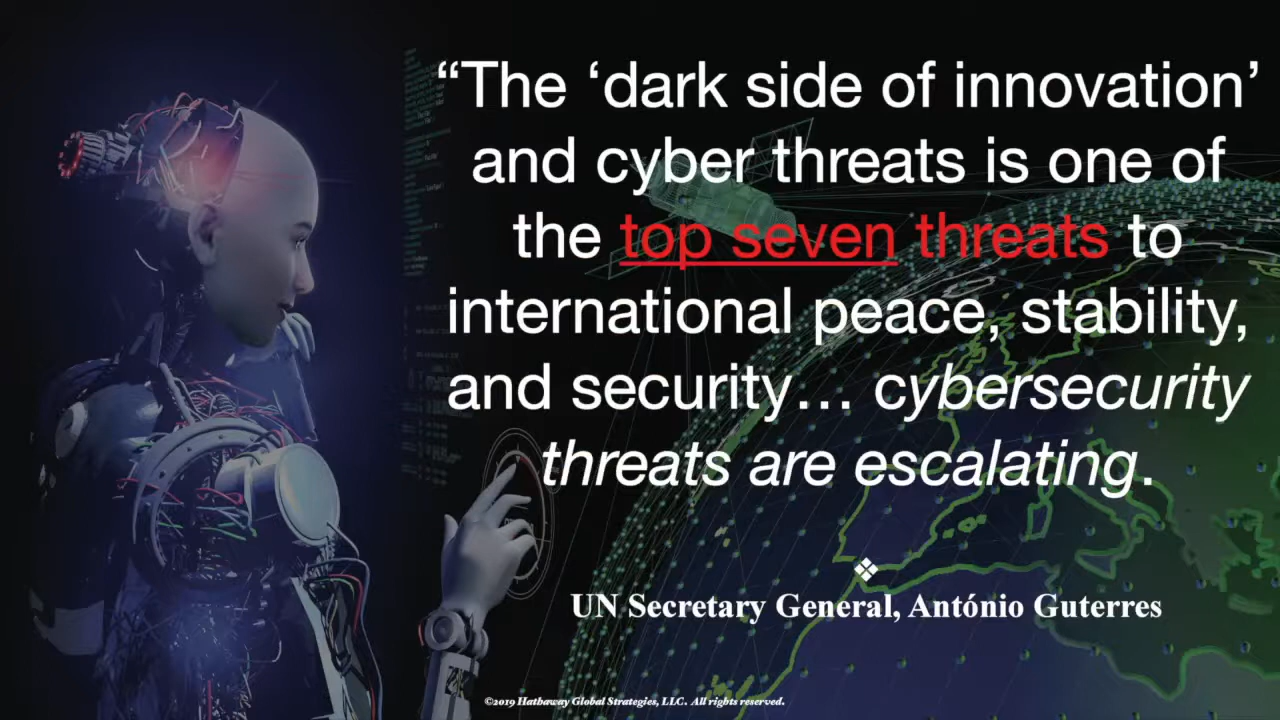 “The ‘dark side of innovation’
and cyber threats is one of
the top seven threats to
international peace, stability,
and security… cybersecurity
threats are escalating.
❖
UN Secretary General, António Guterres
©2019 Hathaway Global Strategies, LLC. All rights reserved.